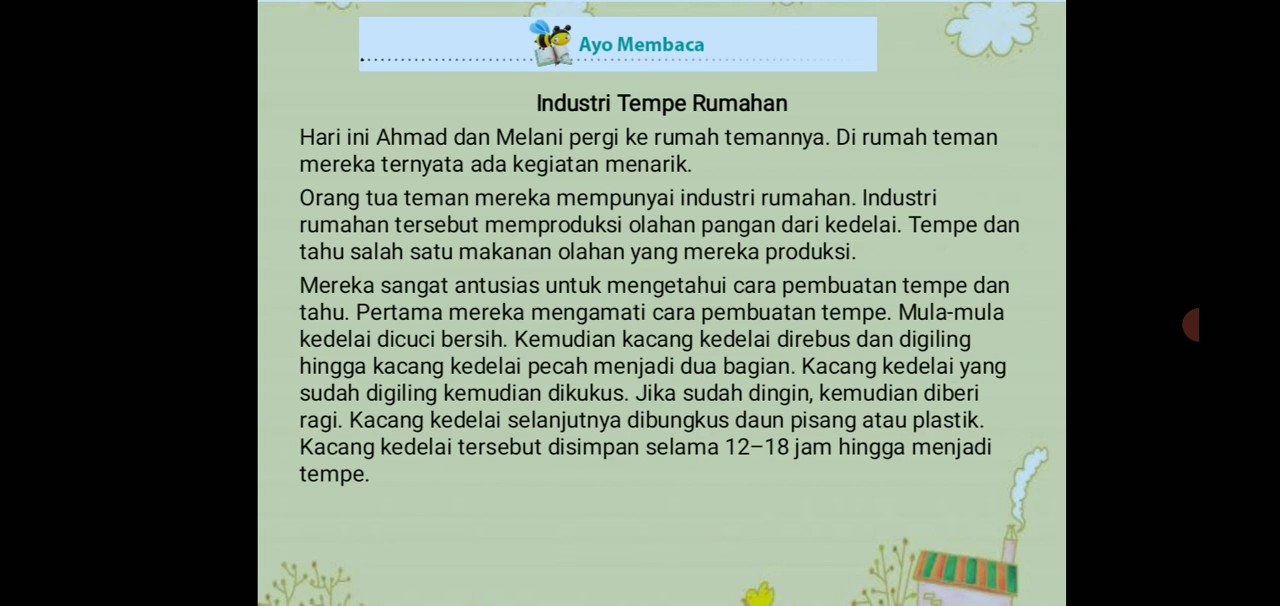 Ayo Membaca
Industri Tempe Rumahan
Hari ini Ahmad dan Melani pergi ke rumah temannya. Di rumah teman
mereka ternyata ada kegiatan menarik.
Orang tua teman mereka mempunyai industri rumahan. Industri
rumahan tersebut memproduksi olahan pangan dari kedelai. Tempe dan
tahu salah satu makanan olahan yang mereka produksi.
Mereka sangat antusias untuk mengetahui cara pembuatan tempe dan
tahu. Pertama mereka mengamati cara pembuatan tempe. Mula-mula
kedelai dicuci bersih. Kemudian kacang kedelai direbus dan digiling
hingga kacang kedelai pecah menjadi dua bagian. Kacang kedelai yang
sudah digiling kemudian dikukus. Jika sudah dingin, kemudian diberi
ragi. Kacang kedelai selanjutnya dibungkus daun pisang atau plastik.
Kacang kedelai tersebut disimpan selama 12–18 jam hingga menjadi
tempe.